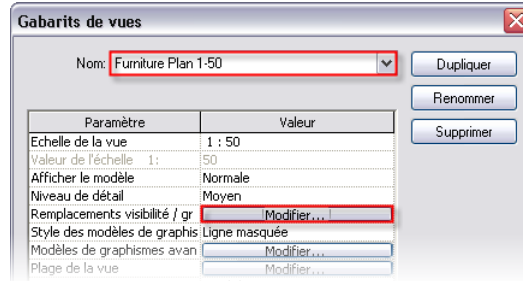 Gabarits de vues
Nom: Furniture Plan 1-50
Dupliquer
Renommer
Supprimer
Paramètre Valeur
Echelle de la vue 1 : 50
Valeur de l'échelle 1: 50
Afficher le modèle Normale
Niveau de détail Moyen
Remplacements visibilité / gr Modifier...
Style des modèles de graphis Ligne masquée
Modèles de graphismes avan Modifier...
Plage de la vue Modifier...